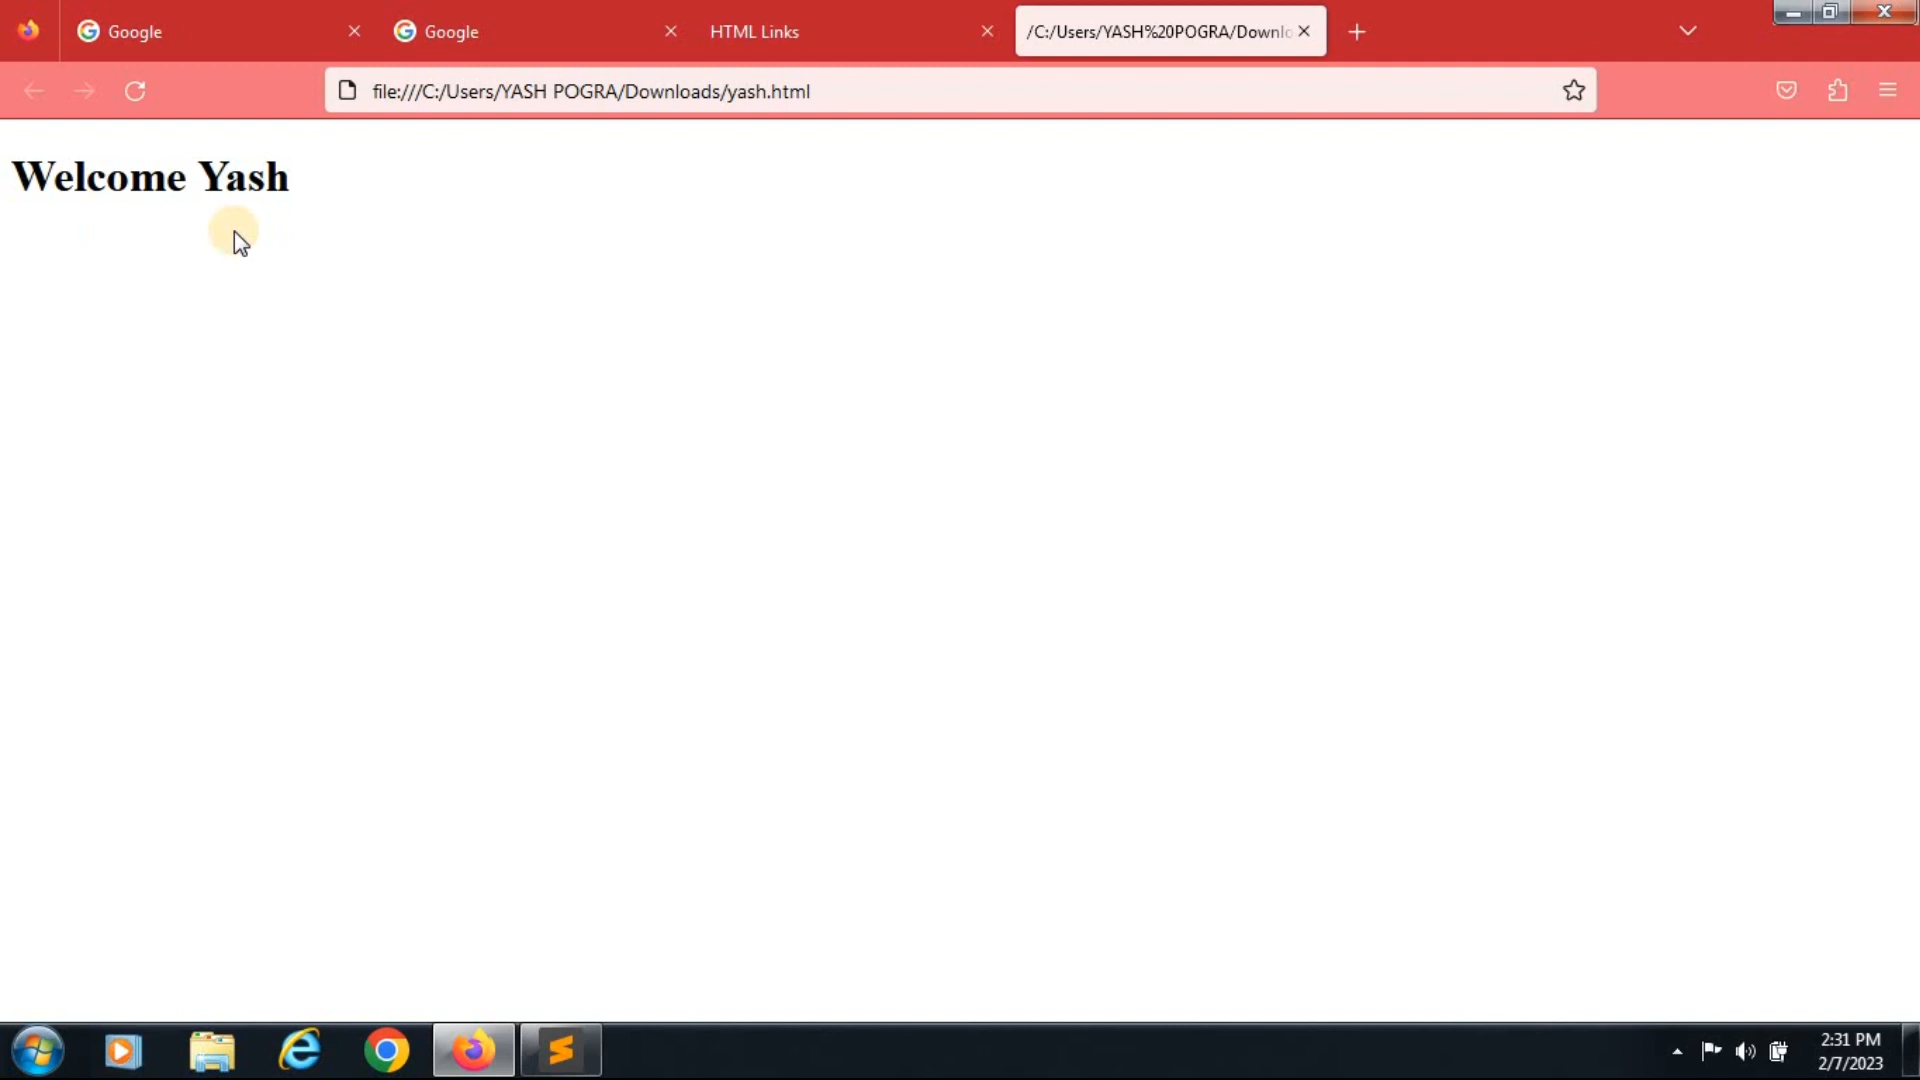 Google
Google
HTML Links
/C:/Users/YASH%20POGRA/Downlo
file:///C:/Users/YASH POGRA/Downloads/yash.html
Welcome Yash
2:31 PM
2/7/2023